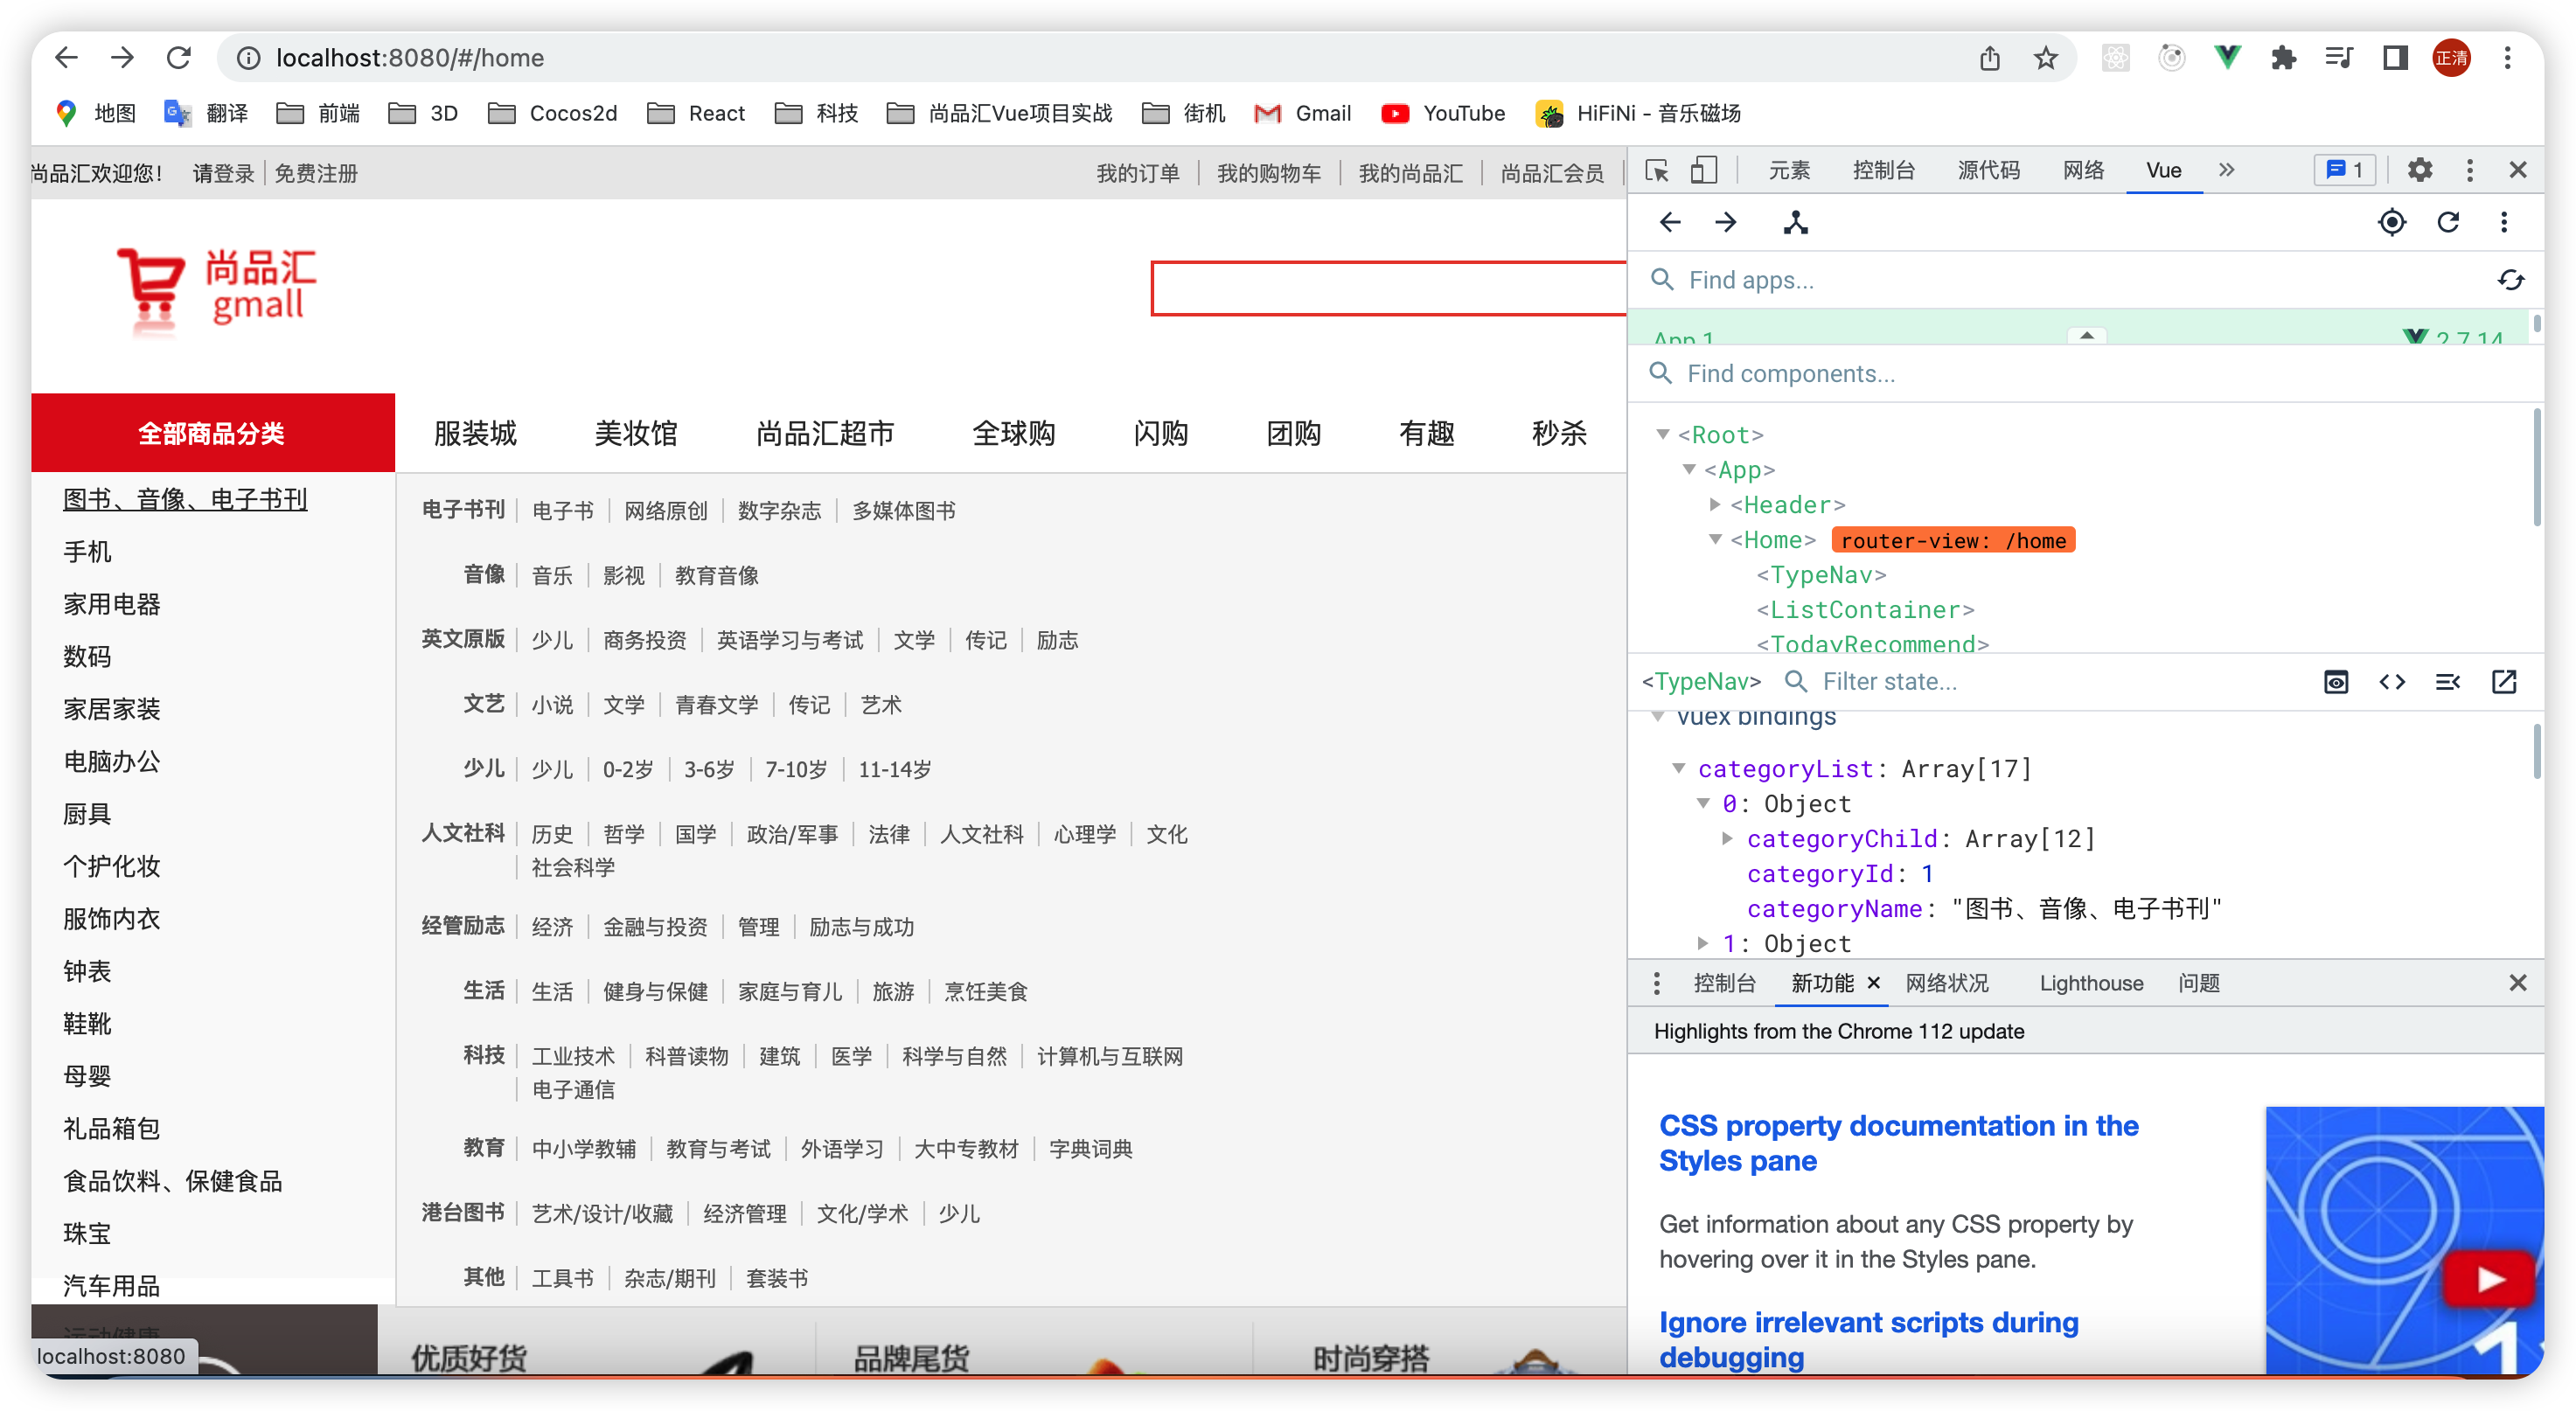 localhost:8080/#/home
正清
地图 翻译 前端 3D Cocos2d React 科技 尚品汇Vue项目实战 街机 Gmail YouTube HiFiNi - 音乐磁场
尚品汇欢迎您! 请登录 免费注册 我的订单 我的购物车 我的尚品汇 尚品汇会员
尚品汇
gmall
全部商品分类 服装城 美妆馆 尚品汇超市 全球购 闪购 团购 有趣 秒杀
图书、音像、电子书刊
手机
家用电器
数码
家居家装
电脑办公
厨具
个护化妆
服饰内衣
钟表
鞋靴
母婴
礼品箱包
食品饮料、保健食品
珠宝
汽车用品
运动健康
电子书刊 电子书 网络原创 数字杂志 多媒体图书
音像 音乐 影视 教育音像
英文原版 少儿 商务投资 英语学习与考试 文学 传记 励志
文艺 小说 文学 青春文学 传记 艺术
少儿 少儿 0-2岁 3-6岁 7-10岁 11-14岁
人文社科 历史 哲学 国学 政治/军事 法律 人文社科 心理学 文化
社会科学
经管励志 经济 金融与投资 管理 励志与成功
生活 生活 健身与保健 家庭与育儿 旅游 烹饪美食
科技 工业技术 科普读物 建筑 医学 科学与自然 计算机与互联网
电子通信
教育 中小学教辅 教育与考试 外语学习 大中专教材 字典词典
港台图书 艺术/设计/收藏 经济管理 文化/学术 少儿
其他 工具书 杂志/期刊 套装书
优质好货 品牌尾货 时尚穿搭
localhost:8080
元素 控制台 源代码 网络 Vue » 1
Find apps...
App 1 2.7.14
Find components...
<Root>
<App>
<Header>
<Home> router-view: /home
<TypeNav>
<ListContainer>
<TodayRecommend>
<TypeNav> Filter state...
vuex bindings
categoryList: Array[17]
0: Object
categoryChild: Array[12]
categoryId: 1
categoryName: "图书、音像、电子书刊"
1: Object
控制台 新功能 网络状况 Lighthouse 问题
Highlights from the Chrome 112 update
CSS property documentation in the
Styles pane
Get information about any CSS property by
hovering over it in the Styles pane.
Ignore irrelevant scripts during
debugging